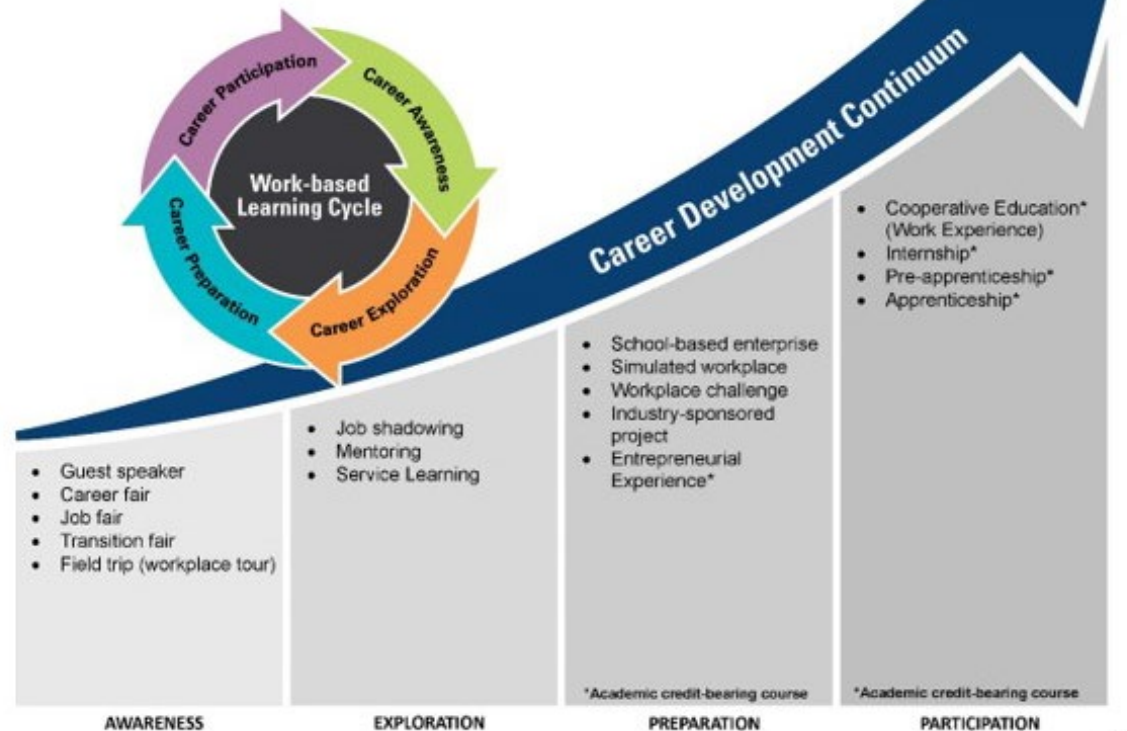 Career Participation
Career Awareness
Work-based
Learning Cycle
Career Preparation
Career Exploration
Career Development Continuum
• Guest speaker
• Career fair
• Job fair
• Transition fair
• Field trip (workplace tour)
AWARENESS
• Job shadowing
• Mentoring
• Service Learning
EXPLORATION
• School-based enterprise
• Simulated workplace
• Workplace challenge
• Industry-sponsored
project
• Entrepreneurial
Experience*
*Academic credit-bearing course
PREPARATION
• Cooperative Education*
(Work Experience)
• Internship*
• Pre-apprenticeship*
• Apprenticeship*
*Academic credit-bearing course
PARTICIPATION